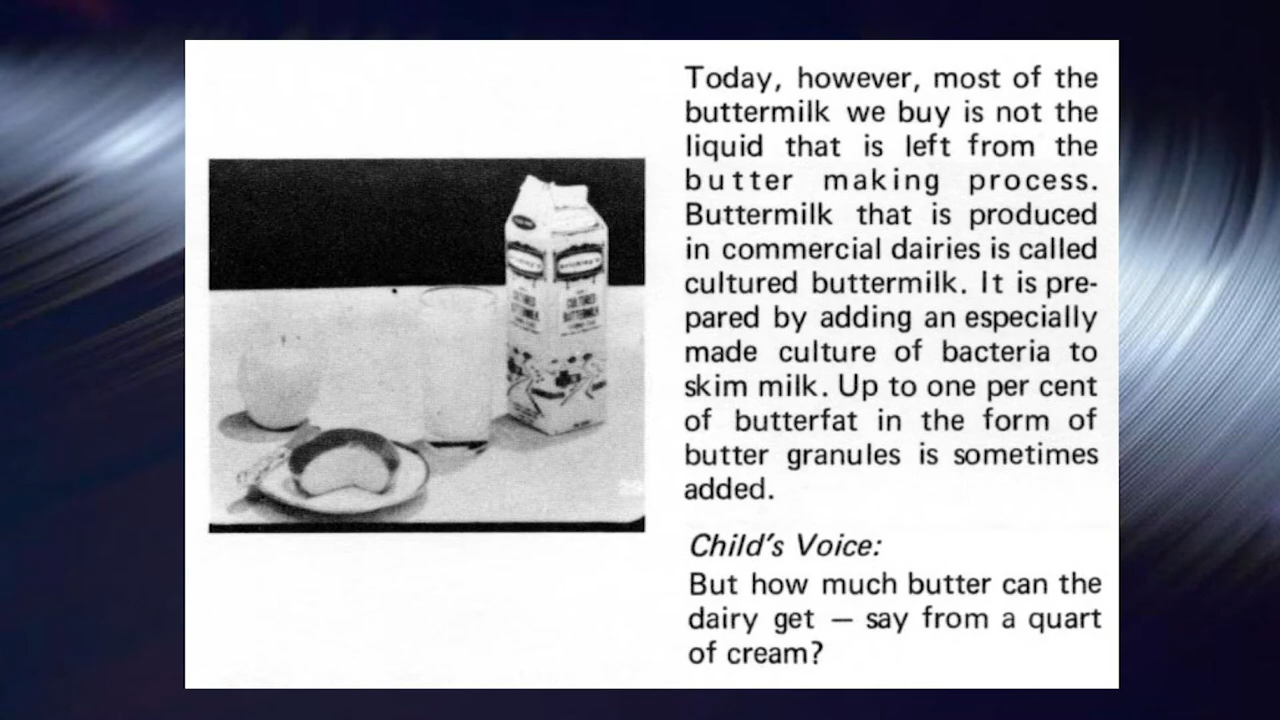 Today, however, most of the
buttermilk we buy is not the
liquid that is left from the
butter making process.
Buttermilk that is produced
in commercial dairies is called
cultured buttermilk. It is pre-
pared by adding an especially
made culture of bacteria to
skim milk. Up to one per cent
of butterfat in the form of
butter granules is sometimes
added.
Child's Voice:
But how much butter can the
dairy get — say from a quart
of cream?
CULTURED
BUTTERMILK
CULTURED
BUTTERMILK